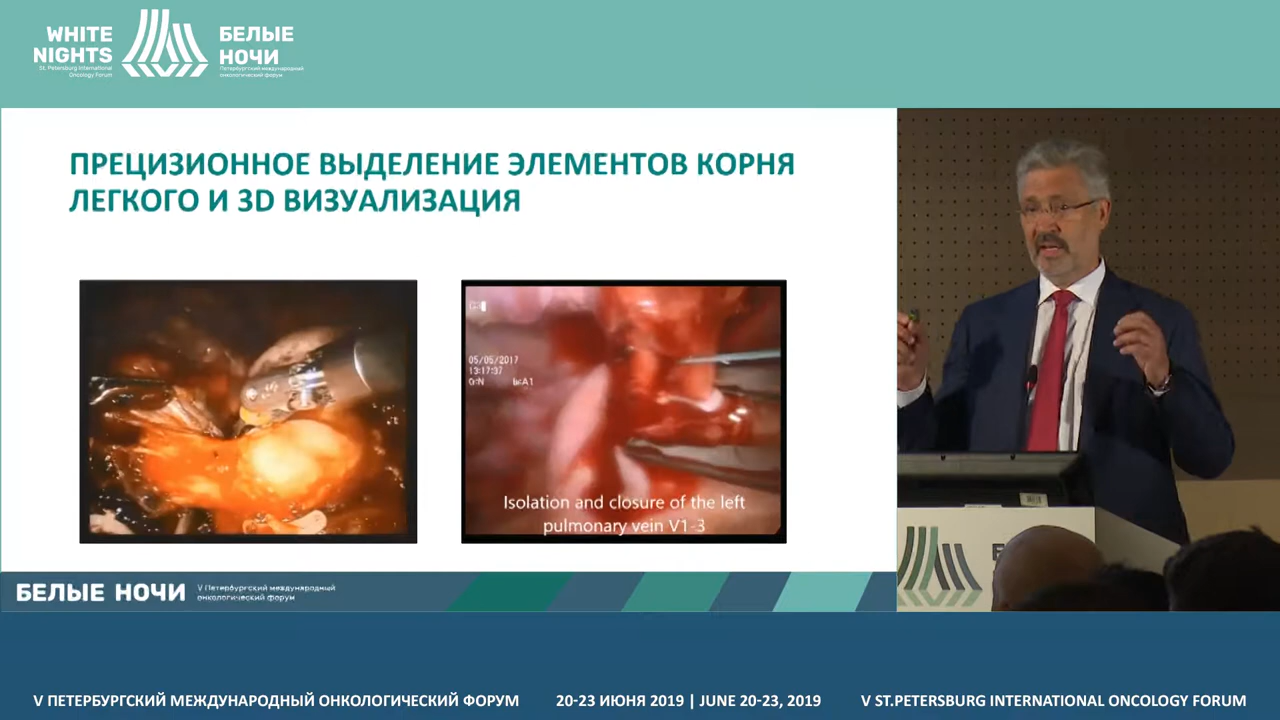 WHITE
NIGHTS
St. Petersburg International
Oncology Forum
БЕЛЫЕ
НОЧИ
Петербургский международный
онкологический форум
ПРЕЦИЗИОННОЕ ВЫДЕЛЕНИЕ ЭЛЕМЕНТОВ КОРНЯ
ЛЕГКОГО И 3D ВИЗУАЛИЗАЦИЯ
05/05/2017
13:17:37
Isolation and closure of the left
pulmonary vein V1-3
БЕЛЫЕ НОЧИ
V Петербургский международный
онкологический форум
V ПЕТЕРБУРГСКИЙ МЕЖДУНАРОДНЫЙ ОНКОЛОГИЧЕСКИЙ ФОРУМ
20-23 ИЮНЯ 2019 | JUNE 20-23, 2019
V ST.PETERSBURG INTERNATIONAL ONCOLOGY FORUM